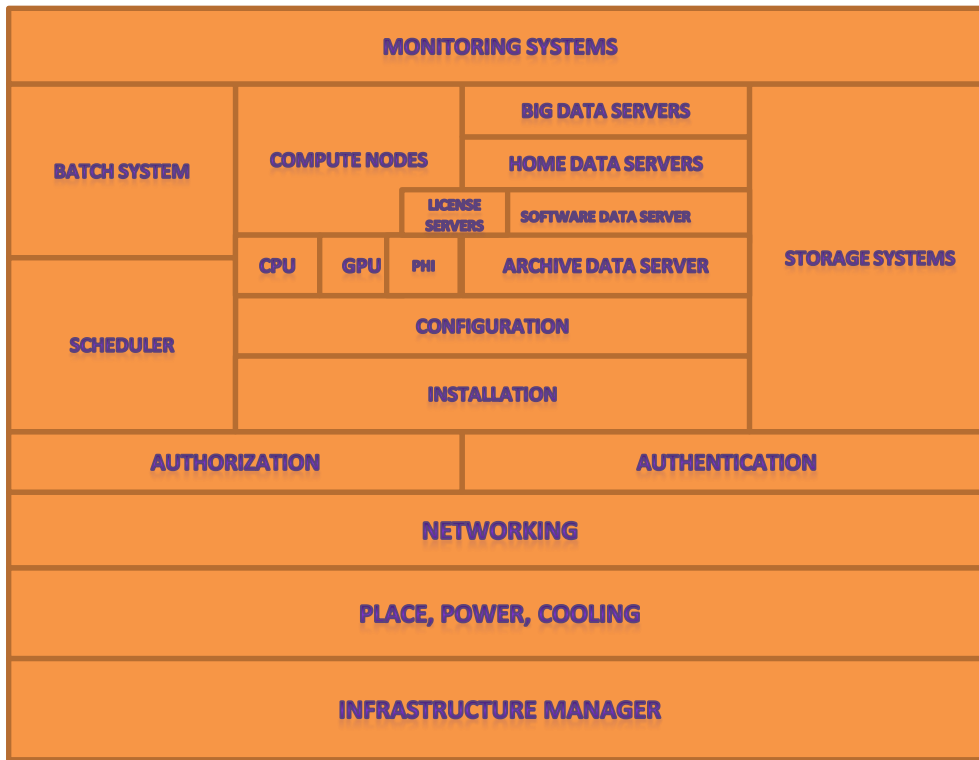 MONITORING SYSTEMS
BATCH SYSTEM
COMPUTE NODES
BIG DATA SERVERS
HOME DATA SERVERS
LICENSE
SERVERS
SOFTWARE DATA SERVER
STORAGE SYSTEMS
CPU
GPU
PHI
ARCHIVE DATA SERVER
SCHEDULER
CONFIGURATION
INSTALLATION
AUTHORIZATION
AUTHENTICATION
NETWORKING
PLACE, POWER, COOLING
INFRASTRUCTURE MANAGER